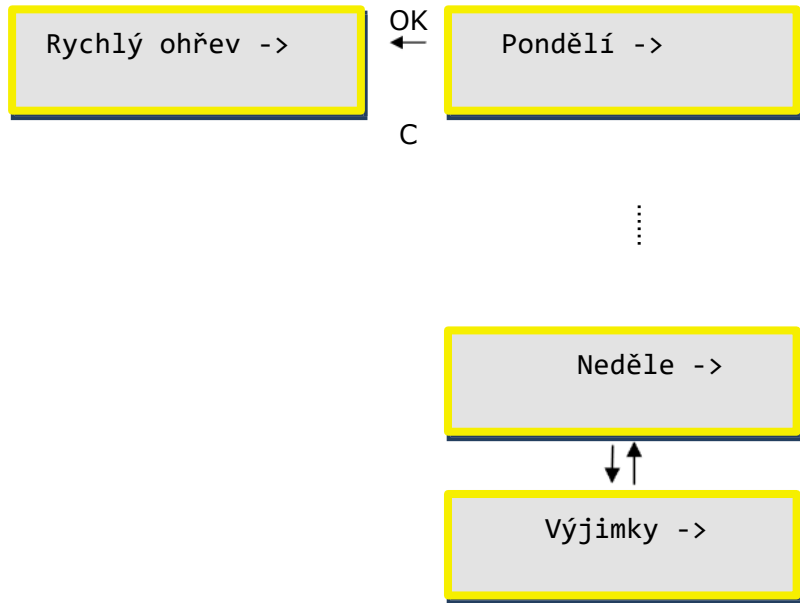 Rychlý ohřev ->
OK
Pondělí ->
C
Neděle ->
Výjimky ->